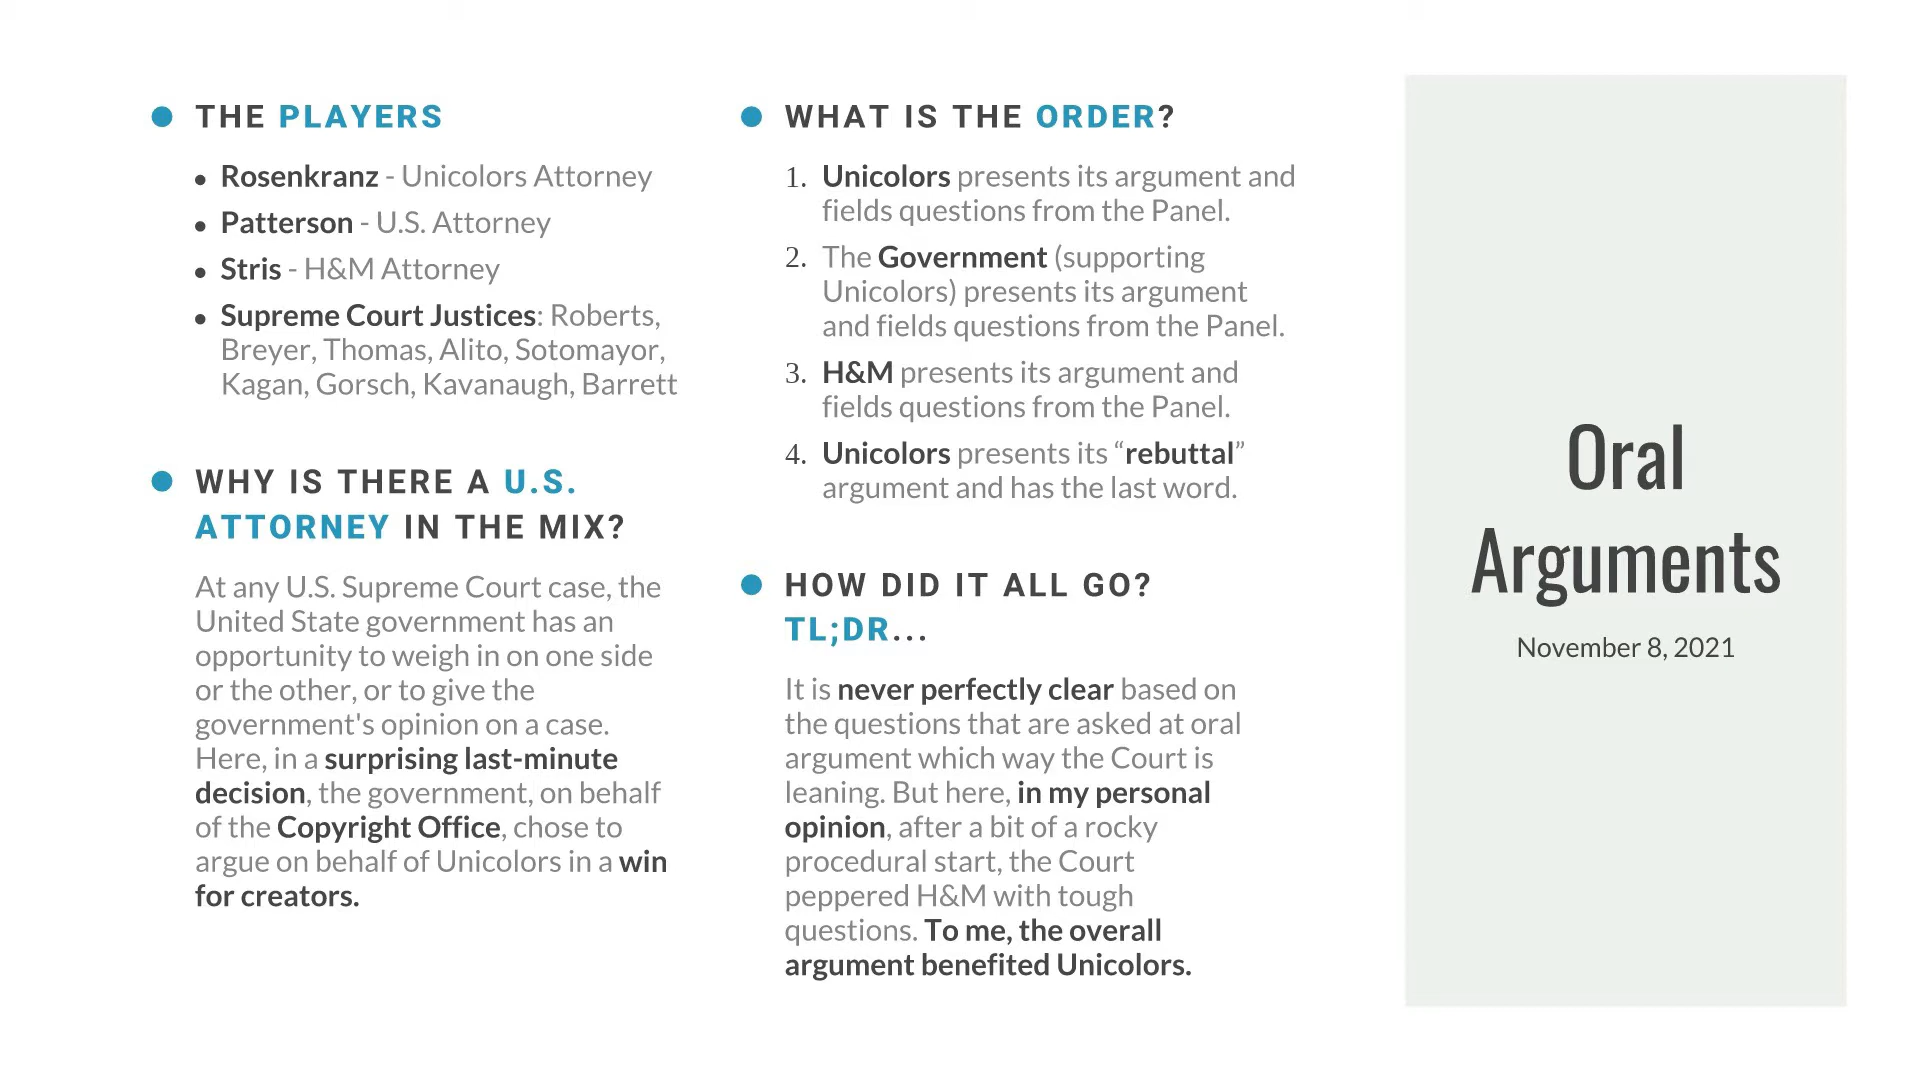 THE PLAYERS
• Rosenkranz - Unicolors Attorney
• Patterson - U.S. Attorney
• Stris - H&M Attorney
• Supreme Court Justices: Roberts,
Breyer, Thomas, Alito, Sotomayor,
Kagan, Gorsch, Kavanaugh, Barrett
WHY IS THERE A U.S.
ATTORNEY IN THE MIX?
At any U.S. Supreme Court case, the
United State government has an
opportunity to weigh in on one side
or the other, or to give the
government's opinion on a case.
Here, in a surprising last-minute
decision, the government, on behalf
of the Copyright Office, chose to
argue on behalf of Unicolors in a win
for creators.
WHAT IS THE ORDER?
1. Unicolors presents its argument and
fields questions from the Panel.
2. The Government (supporting
Unicolors) presents its argument
and fields questions from the Panel.
3. H&M presents its argument and
fields questions from the Panel.
4. Unicolors presents its “rebuttal”
argument and has the last word.
HOW DID IT ALL GO?
TL;DR...
It is never perfectly clear based on
the questions that are asked at oral
argument which way the Court is
leaning. But here, in my personal
opinion, after a bit of a rocky
procedural start, the Court
peppered H&M with tough
questions. To me, the overall
argument benefited Unicolors.
Oral
Arguments
November 8, 2021